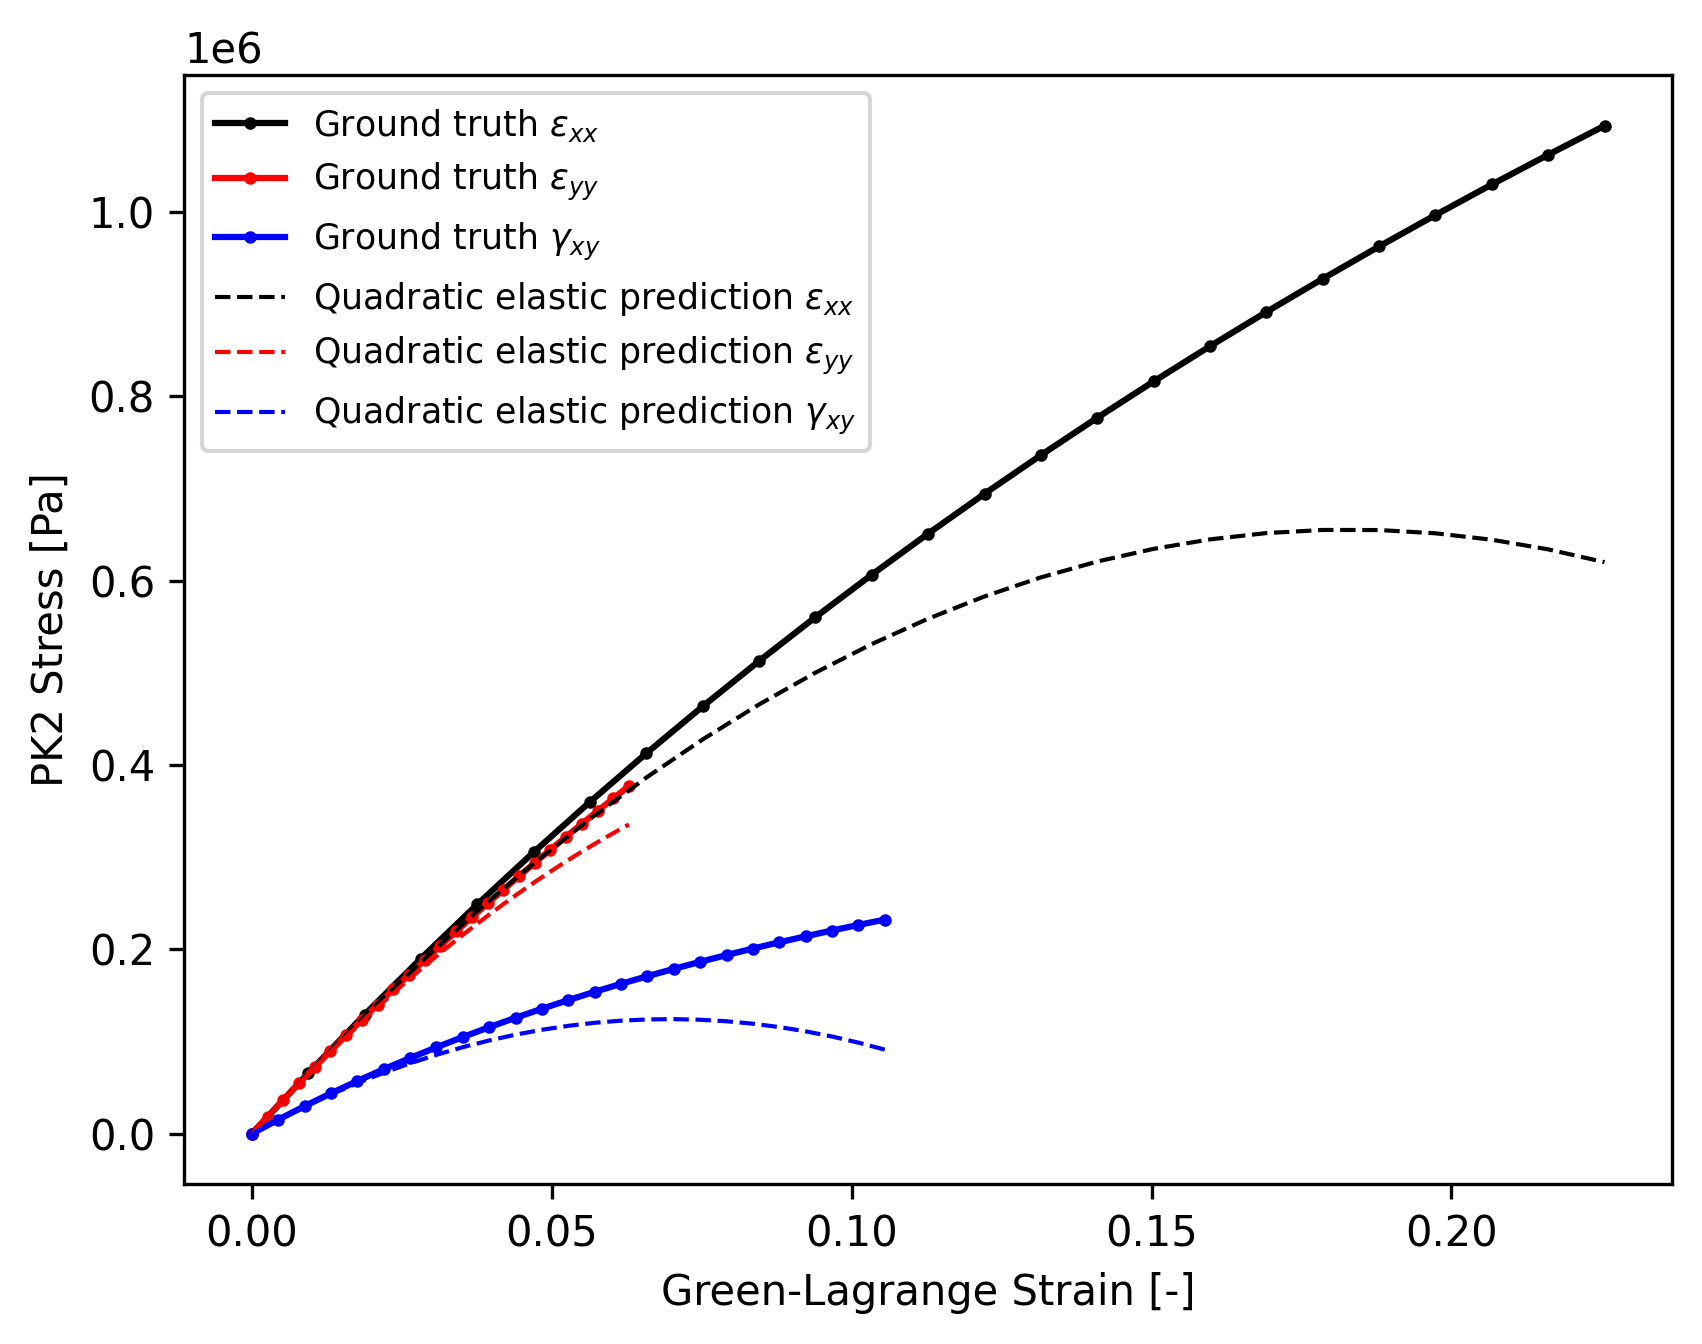 1e6
Ground truth εxx
Ground truth εyy
Ground truth γxy
Quadratic elastic prediction εxx
Quadratic elastic prediction εyy
Quadratic elastic prediction γxy
1.0
0.8
0.6
0.4
0.2
0.0
PK2 Stress [Pa]
0.00 0.05 0.10 0.15 0.20
Green-Lagrange Strain [-]